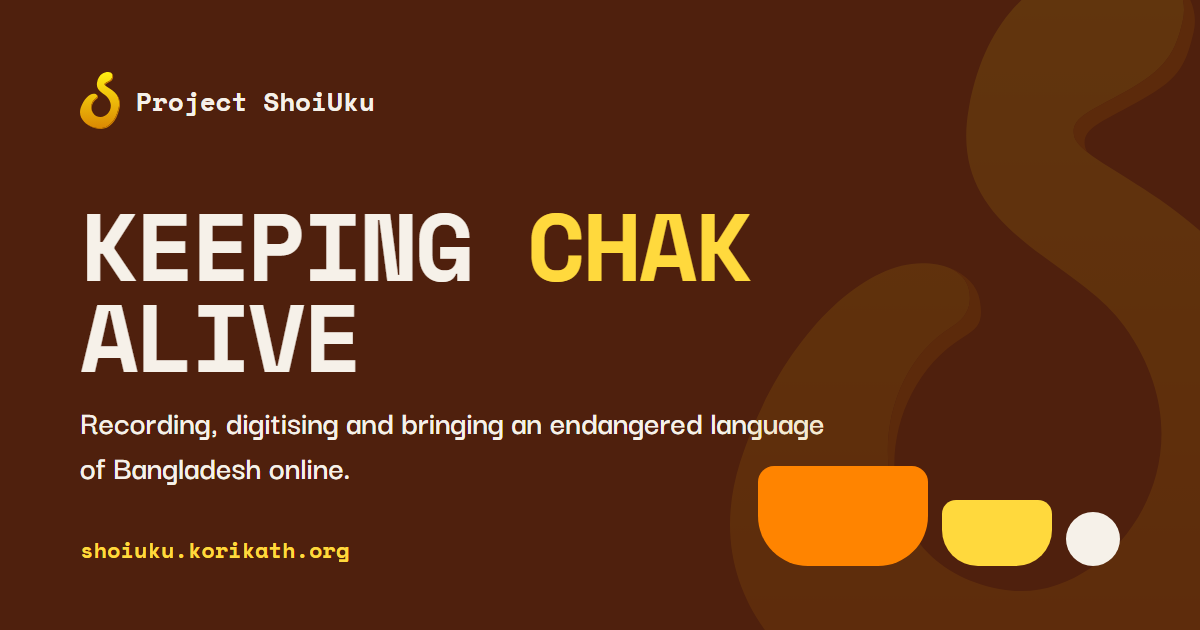 Project ShoiUku
KEEPING CHAK
ALIVE
Recording, digitising and bringing an endangered language
of Bangladesh online.
shoiuku.korikath.org